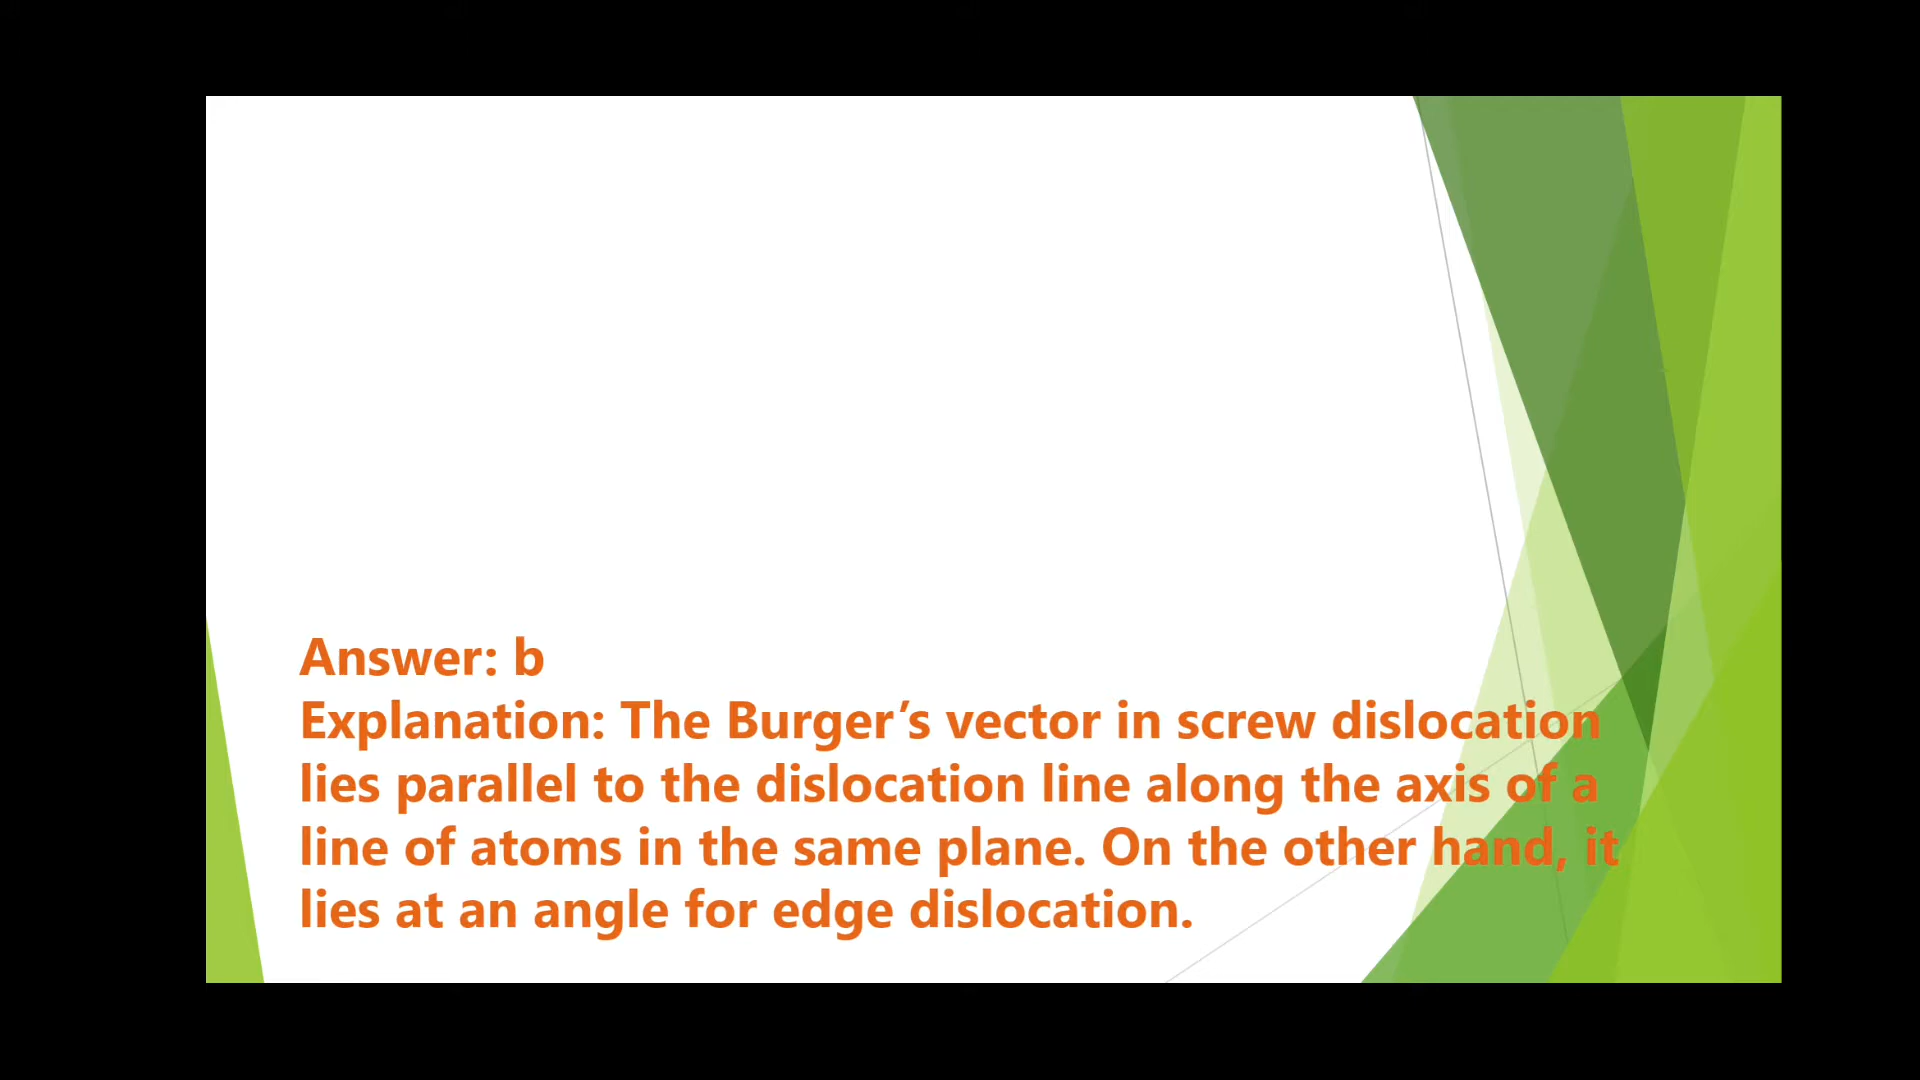 Answer: b
Explanation: The Burger’s vector in screw dislocation
lies parallel to the dislocation line along the axis of a
line of atoms in the same plane. On the other hand, it
lies at an angle for edge dislocation.